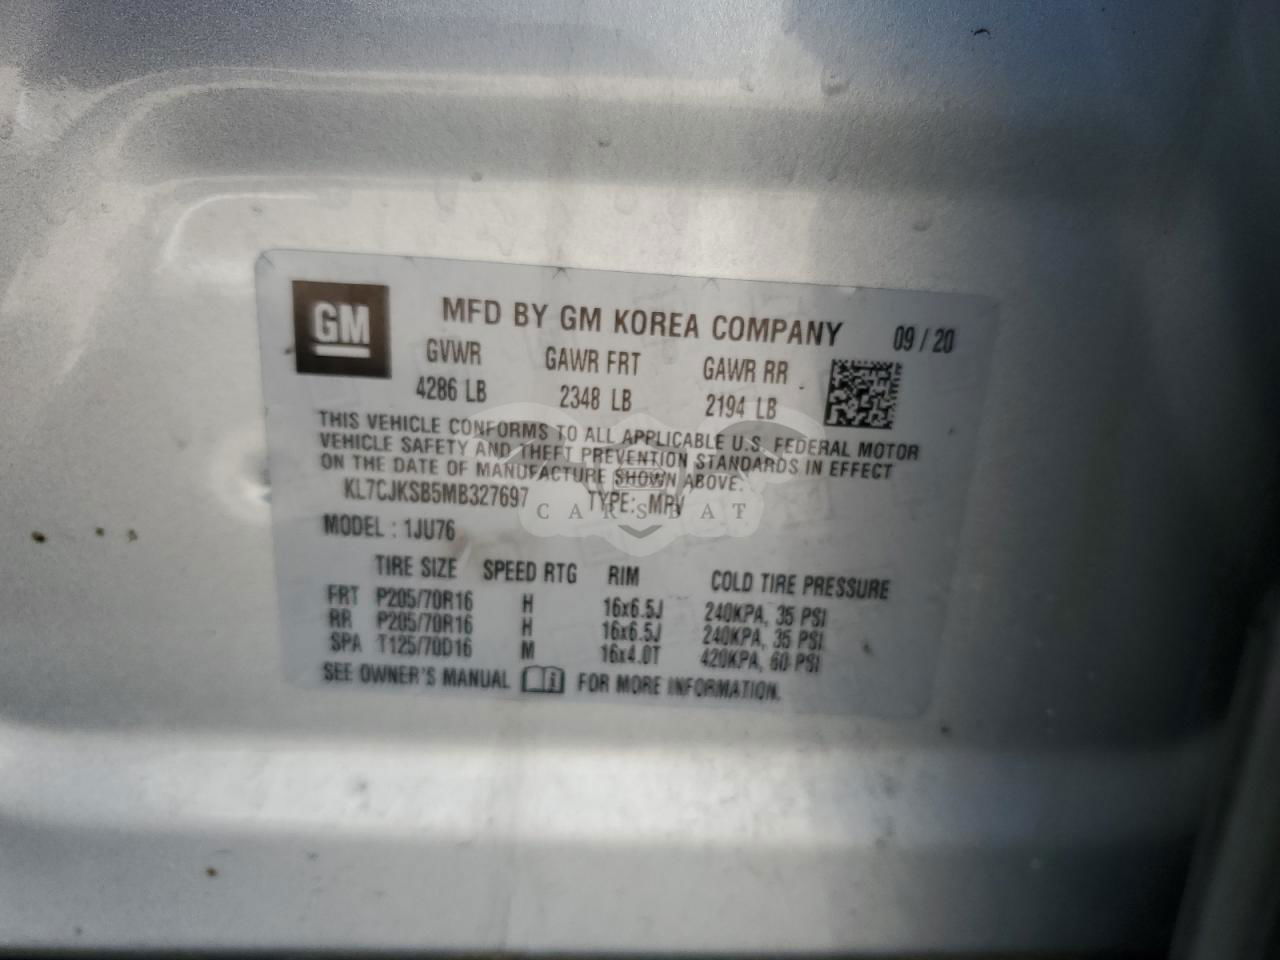 GM MFD BY GM KOREA COMPANY 09 / 20
GVWR GAWR FRT GAWR RR
4286 LB 2348 LB 2194 LB
THIS VEHICLE CONFORMS TO ALL APPLICABLE U.S. FEDERAL MOTOR
VEHICLE SAFETY AND THEFT PREVENTION STANDARDS IN EFFECT
ON THE DATE OF MANUFACTURE SHOWN ABOVE.
KL7CJKSB5MB327697 TYPE: MPV
CARSBAT
MODEL : 1JU76
TIRE SIZE SPEED RTG RIM COLD TIRE PRESSURE
FRT P205/70R16 H 16x6.5J 240KPA, 35 PSI
RR P205/70R16 H 16x6.5J 240KPA, 35 PSI
SPA T125/70D16 M 16x4.0T 420KPA, 60 PSI
SEE OWNER'S MANUAL FOR MORE INFORMATION.